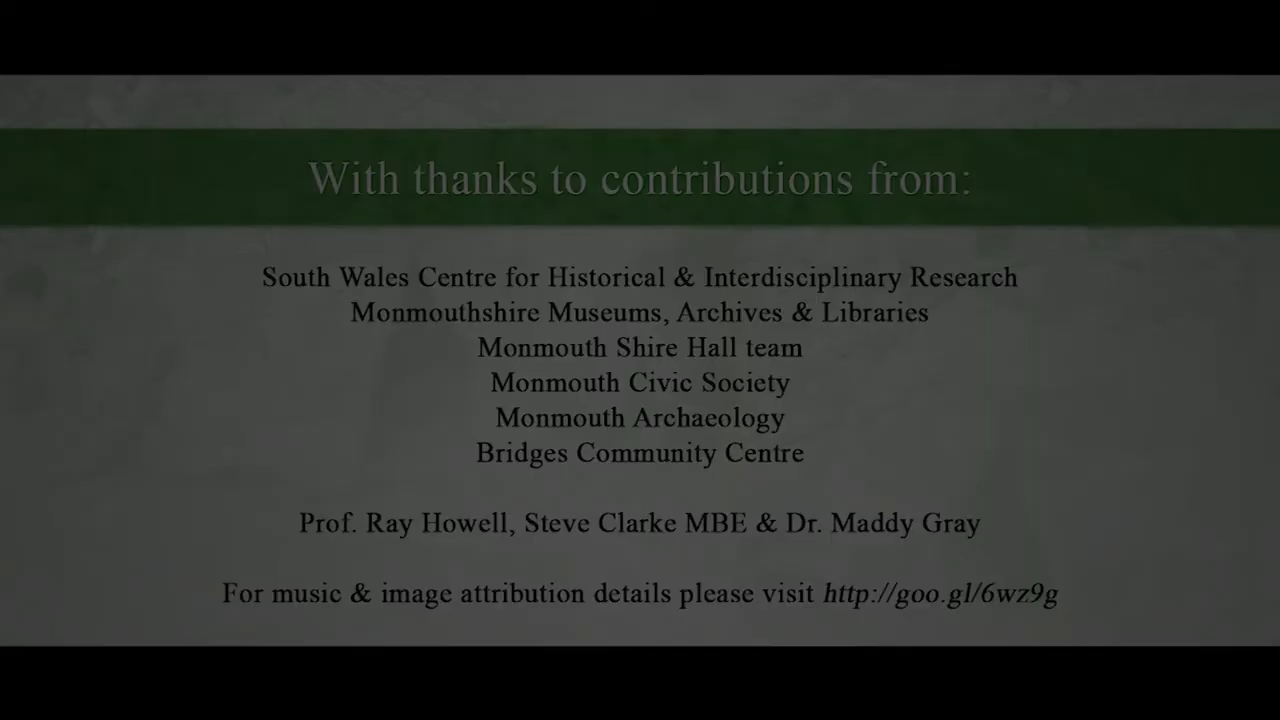 With thanks to contributions from:
South Wales Centre for Historical & Interdisciplinary Research
Monmouthshire Museums, Archives & Libraries
Monmouth Shire Hall team
Monmouth Civic Society
Monmouth Archaeology
Bridges Community Centre
Prof. Ray Howell, Steve Clarke MBE & Dr. Maddy Gray
For music & image attribution details please visit http://goo.gl/6wz9g